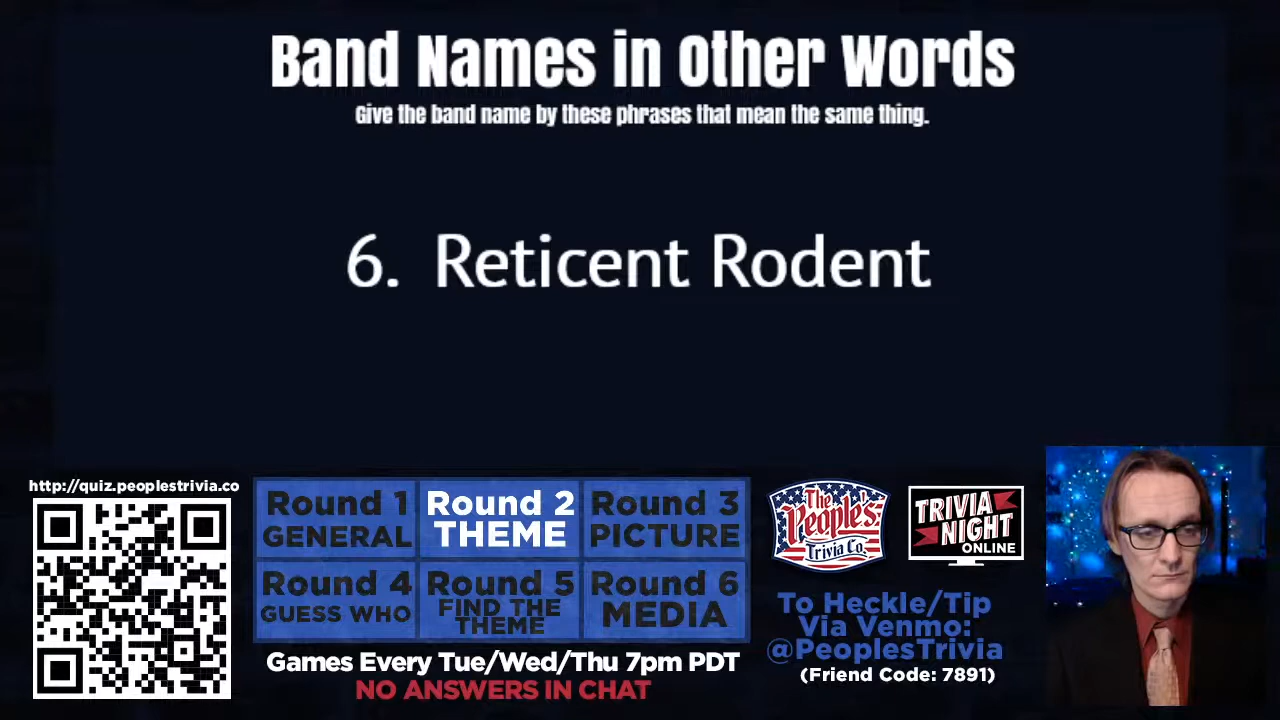 Band Names in Other Words
Give the band name by these phrases that mean the same thing.
6. Reticent Rodent
http://quiz.peoplestrivia.co
Round 1
GENERAL
Round 2
THEME
Round 3
PICTURE
Round 4
GUESS WHO
Round 5
FIND THE
THEME
Round 6
MEDIA
Games Every Tue/Wed/Thu 7pm PDT
NO ANSWERS IN CHAT
The
People's
Trivia Co.
TRIVIA
NIGHT
ONLINE
To Heckle/Tip
Via Venmo:
@PeoplesTrivia
(Friend Code: 7891)